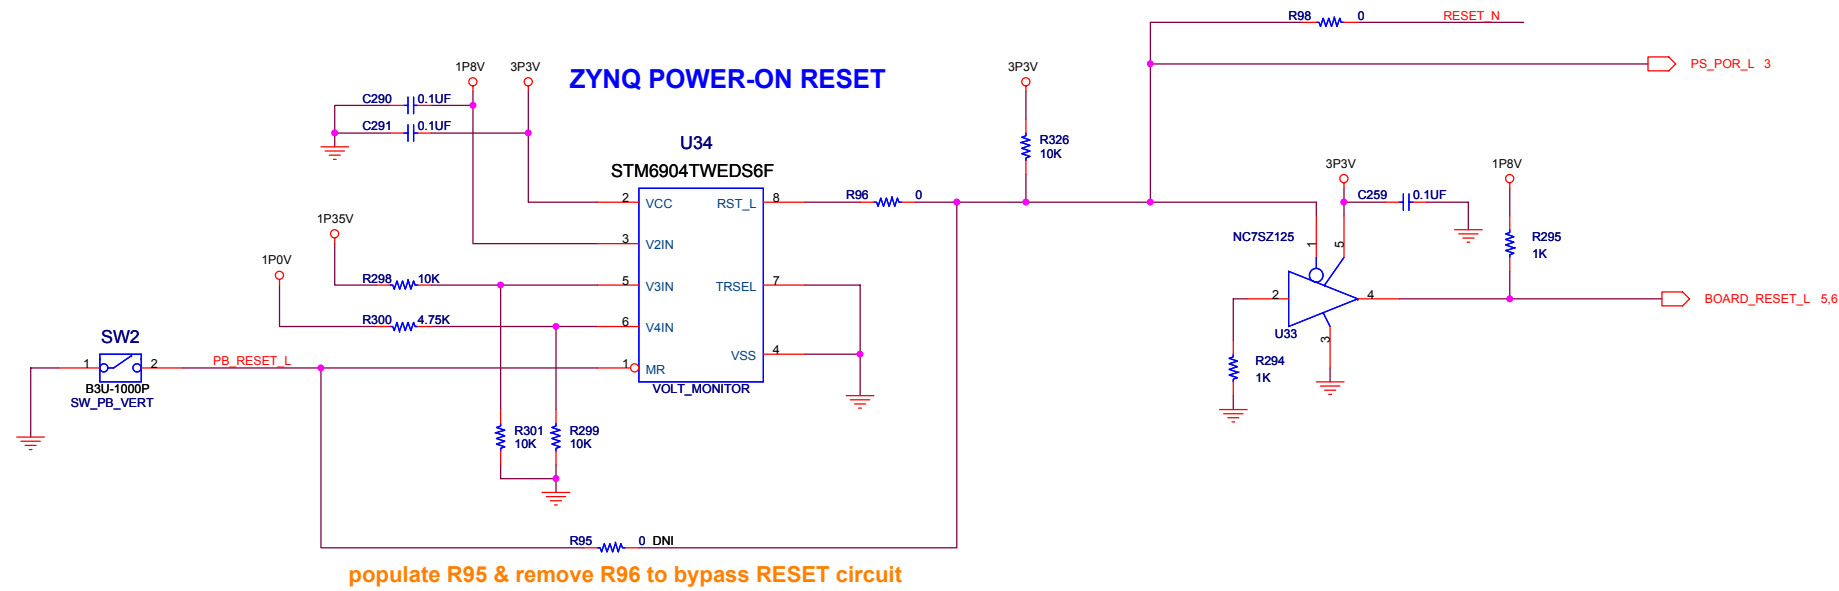 R98 0 RESET_N
1P8V 3P3V ZYNQ POWER-ON RESET 3P3V PS_POR_L 3
C290 0.1UF
C291 0.1UF
U34
STM6904TWEDS6F
R326
10K
3P3V 1P8V
2 VCC RST_L 8 R96 0
C259 0.1UF
1P35V
3 V2IN
NC7SZ125 1 5
R295
1K
1P0V
R298 10K 5 V3IN TRSEL 7
2 4 BOARD_RESET_L 5,6
R300 4.75K 6 V4IN
U33 3
SW2
VSS 4
1 2 PB_RESET_L 1 MR
R294
1K
B3U-1000P
SW_PB_VERT
VOLT_MONITOR
R301 R299
10K 10K
R95 0 DNI
populate R95 & remove R96 to bypass RESET circuit